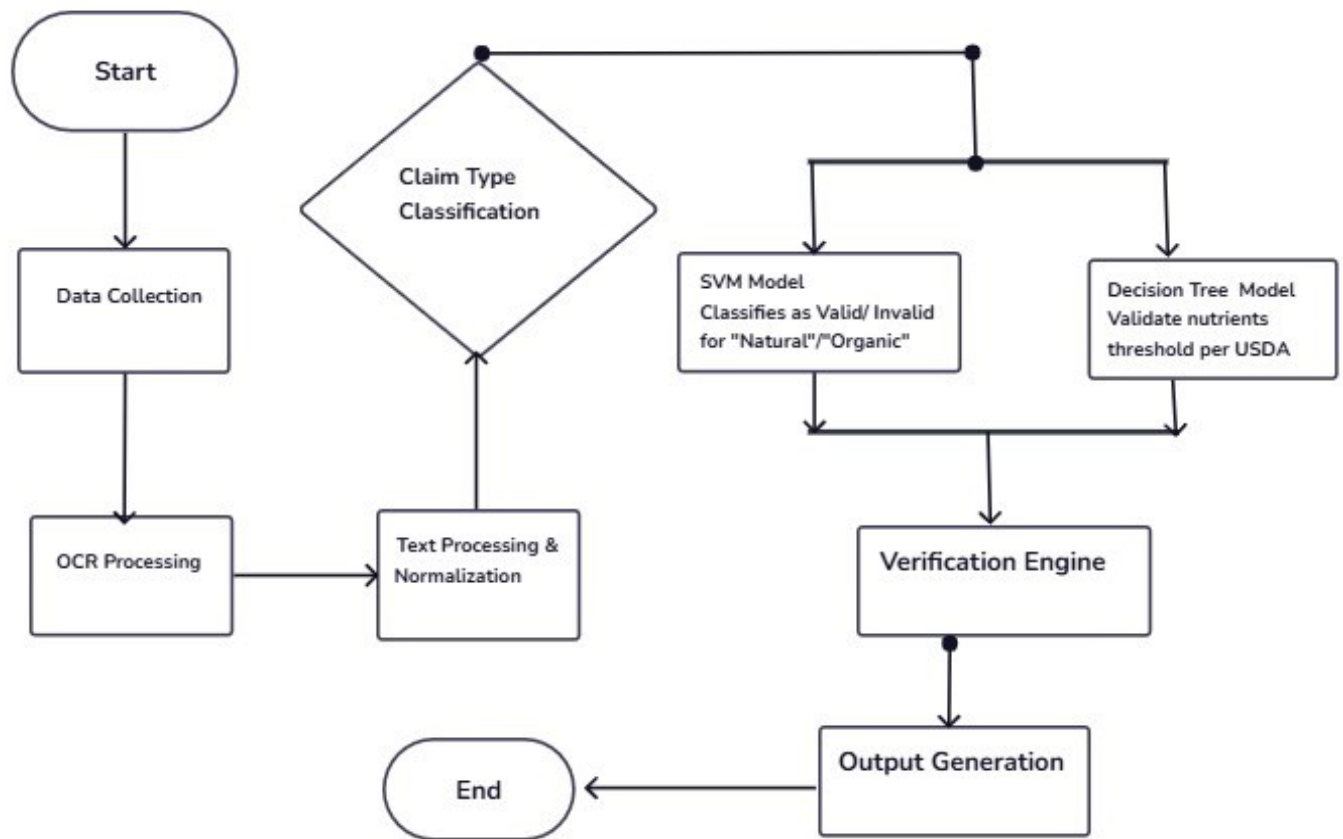 Start
Data Collection
OCR Processing
Text Processing &
Normalization
Claim Type
Classification
SVM Model
Classifies as Valid/ Invalid
for "Natural"/"Organic"
Decision Tree Model
Validate nutrients
threshold per USDA
Verification Engine
Output Generation
End